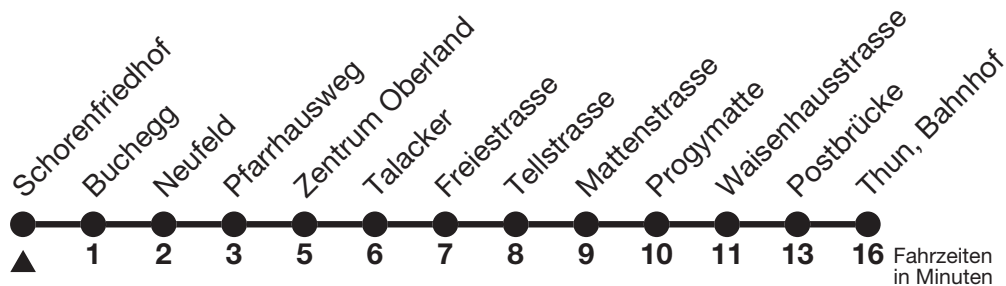 Schorenfriedhof
Buchegg
Neufeld
Pfarrhausweg
Zentrum Oberland
Talacker
Freiestrasse
Tellstrasse
Mattenstrasse
Progymatte
Waisenhausstrasse
Postbrücke
Thun, Bahnhof
1 2 3 5 6 7 8 9 10 11 13 16 Fahrzeiten
in Minuten